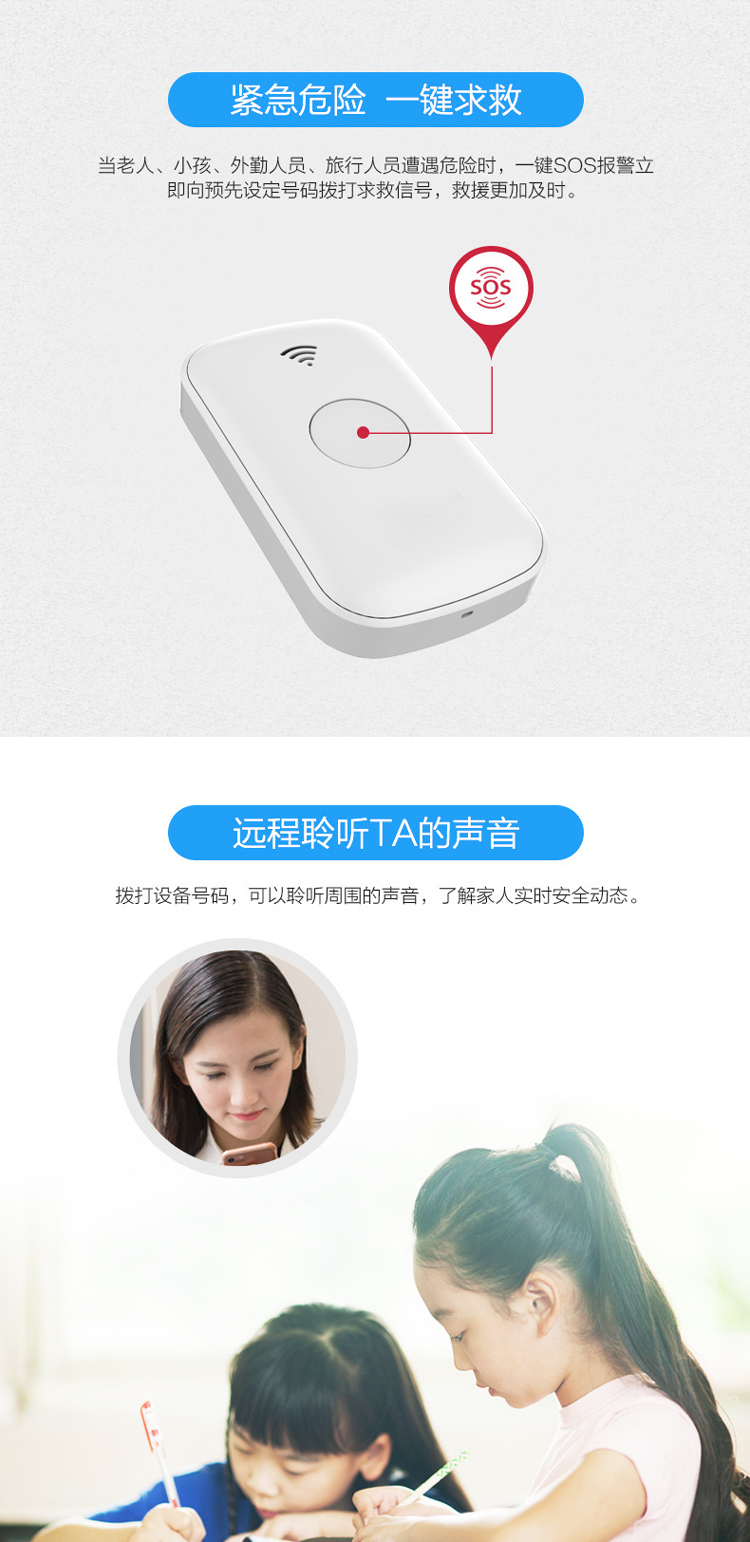 紧急危险 一键求救
当老人、小孩、外勤人员、旅行人员遭遇危险时，一键SOS报警立
即向预先设定号码拨打求救信号，救援更加及时。
SOS
远程聆听TA的声音
拨打设备号码，可以聆听周围的声音，了解家人实时安全动态。